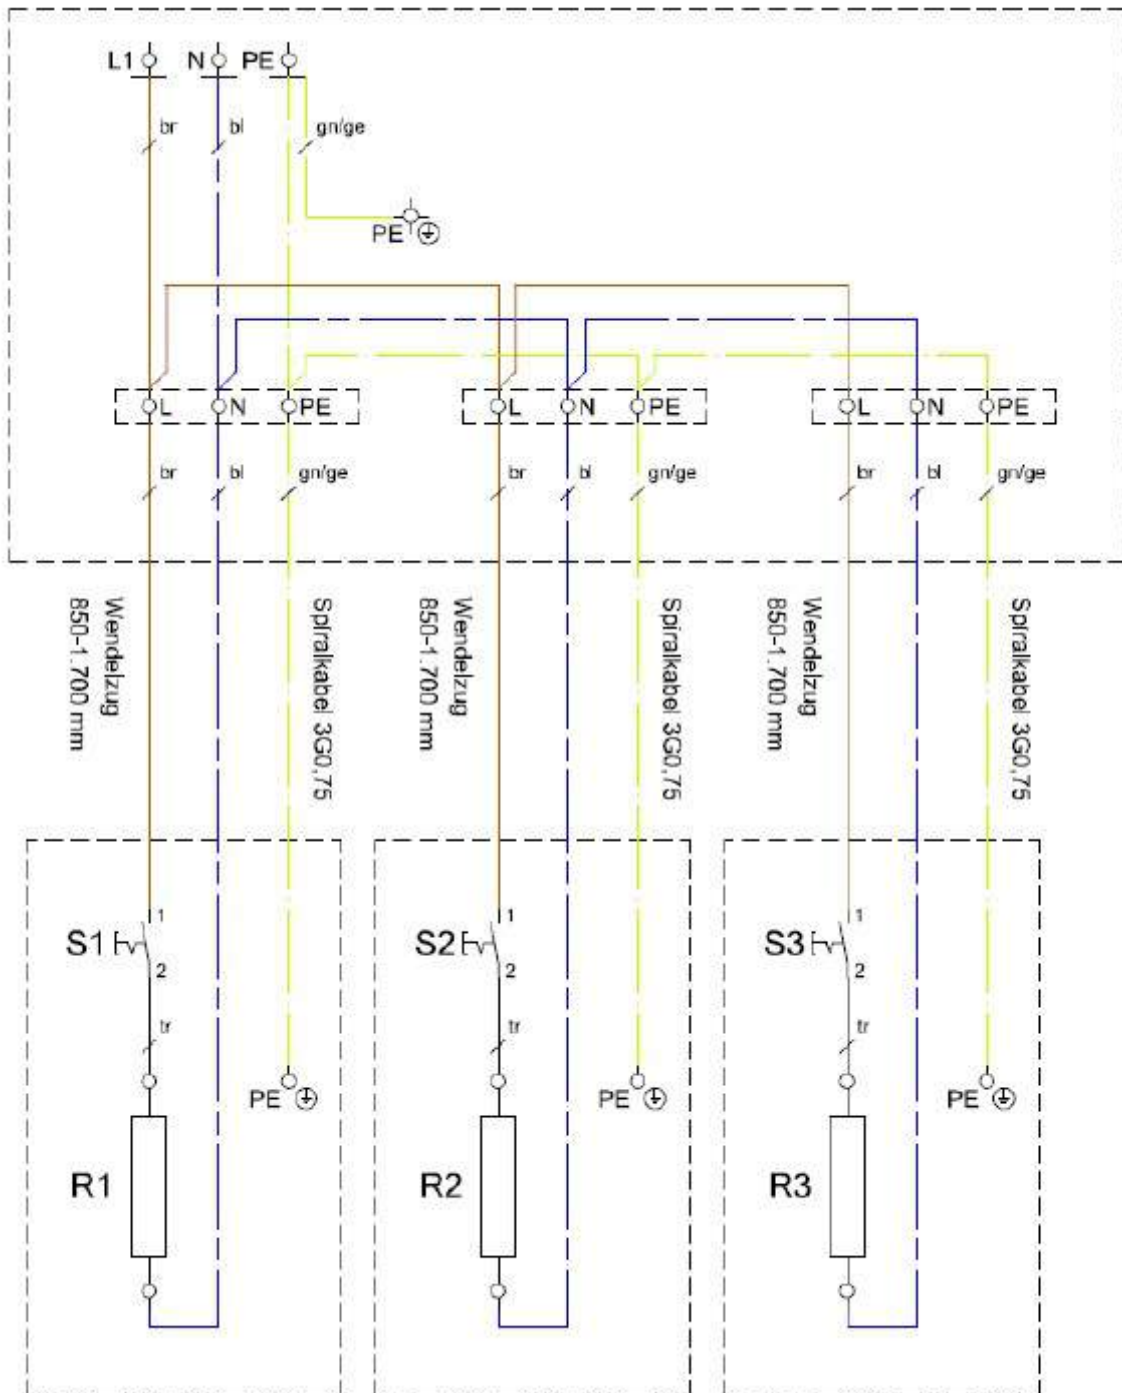 L1 N PE
br bl gn/ge
PE
L N PE L N PE L N PE
br bl gn/ge br bl gn/ge br bl gn/ge
Wendelzug
850-1.700 mm
Spiralkabel 3G0,75
Wendelzug
850-1.700 mm
Spiralkabel 3G0,75
Wendelzug
850-1.700 mm
Spiralkabel 3G0,75
1 1 1
S1 S2 S3
2 2 2
tr tr tr
PE PE PE
R1 R2 R3